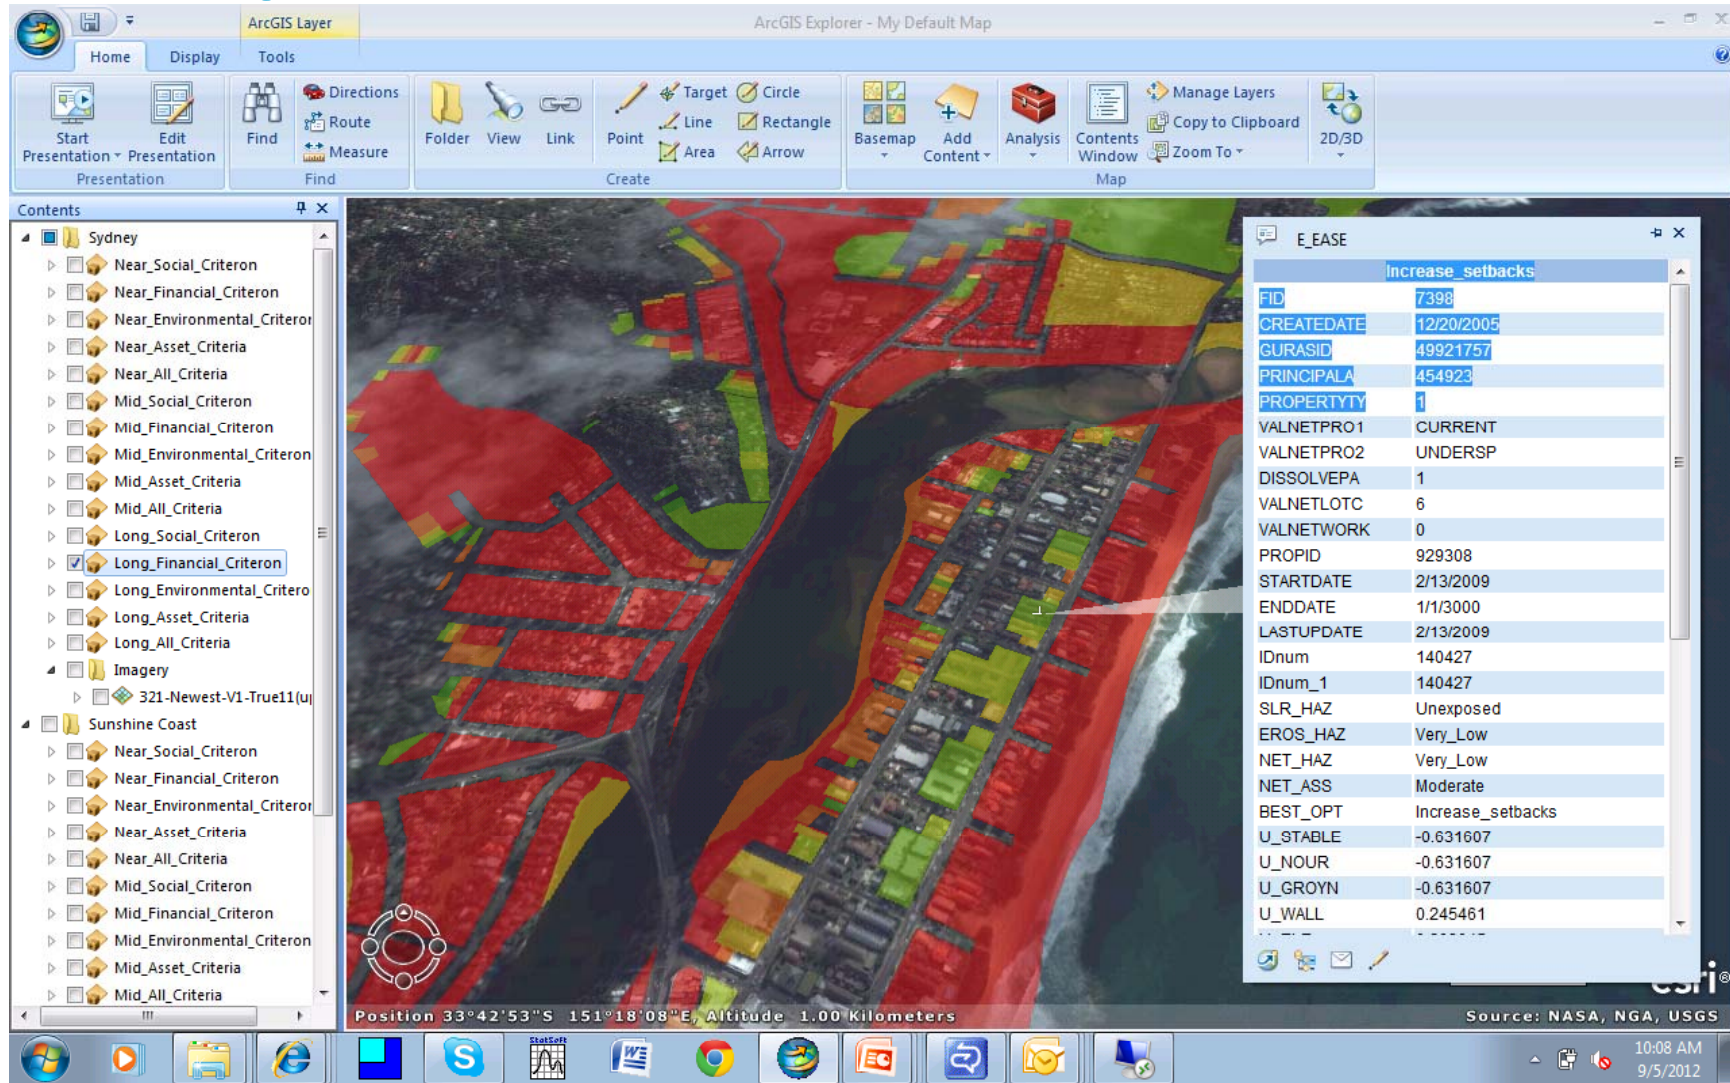 ArcGIS Layer
ArcGIS Explorer - My Default Map
Home Display Tools
Start Presentation
Edit Presentation
Presentation
Find
Directions
Route
Measure
Find
Folder
View
Link
Point
Target
Line
Area
Circle
Rectangle
Arrow
Create
Basemap
Add Content
Analysis
Contents Window
Manage Layers
Copy to Clipboard
Zoom To
2D/3D
Map
Contents
Sydney
Near_Social_Criteron
Near_Financial_Criteron
Near_Environmental_Criteror
Near_Asset_Criteria
Near_All_Criteria
Mid_Social_Criteron
Mid_Financial_Criteron
Mid_Environmental_Criteron
Mid_Asset_Criteria
Mid_All_Criteria
Long_Social_Criteron
Long_Financial_Criteron
Long_Environmental_Critero
Long_Asset_Criteria
Long_All_Criteria
Imagery
321-Newest-V1-True11(u
Sunshine Coast
Near_Social_Criteron
Near_Financial_Criteron
Near_Environmental_Criteror
Near_Asset_Criteria
Near_All_Criteria
Mid_Social_Criteron
Mid_Financial_Criteron
Mid_Environmental_Criteron
Mid_Asset_Criteria
Mid_All_Criteria
E_EASE
Increase_setbacks
FID 7398
CREATEDATE 12/20/2005
GURASID 49921757
PRINCIPALA 454923
PROPERTYTY 1
VALNETPRO1 CURRENT
VALNETPRO2 UNDERSP
DISSOLVEPA 1
VALNETLOTC 6
VALNETWORK 0
PROPID 929308
STARTDATE 2/13/2009
ENDDATE 1/1/3000
LASTUPDATE 2/13/2009
IDnum 140427
IDnum_1 140427
SLR_HAZ Unexposed
EROS_HAZ Very_Low
NET_HAZ Very_Low
NET_ASS Moderate
BEST_OPT Increase_setbacks
U_STABLE -0.631607
U_NOUR -0.631607
U_GROYN -0.631607
U_WALL 0.245461
esri
Position 33°42'53"S 151°18'08"E, Altitude 1.00 Kilometers
Source: NASA, NGA, USGS
StatSoft
10:08 AM
9/5/2012